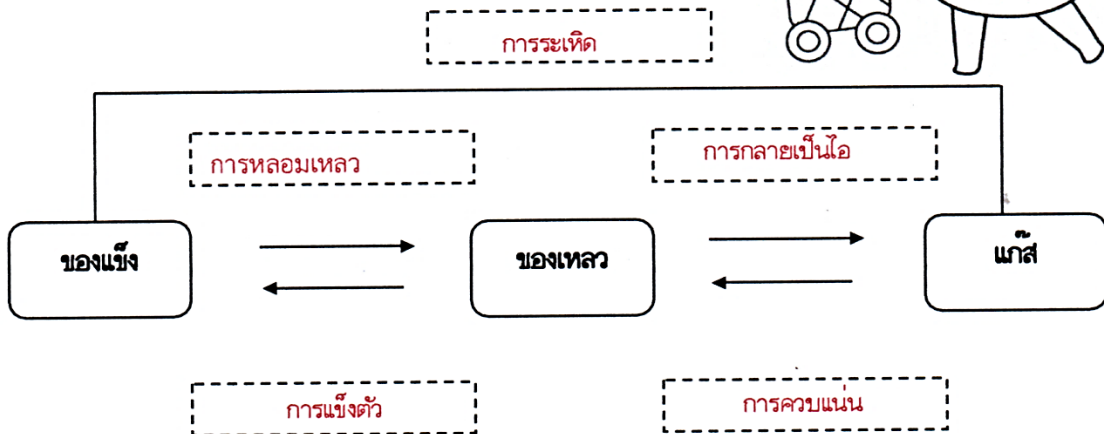 การระเหิด
การหลอมเหลว
การกลายเป็นไอ
ของแข็ง
ของเหลว
แก๊ส
การแข็งตัว
การควบแน่น